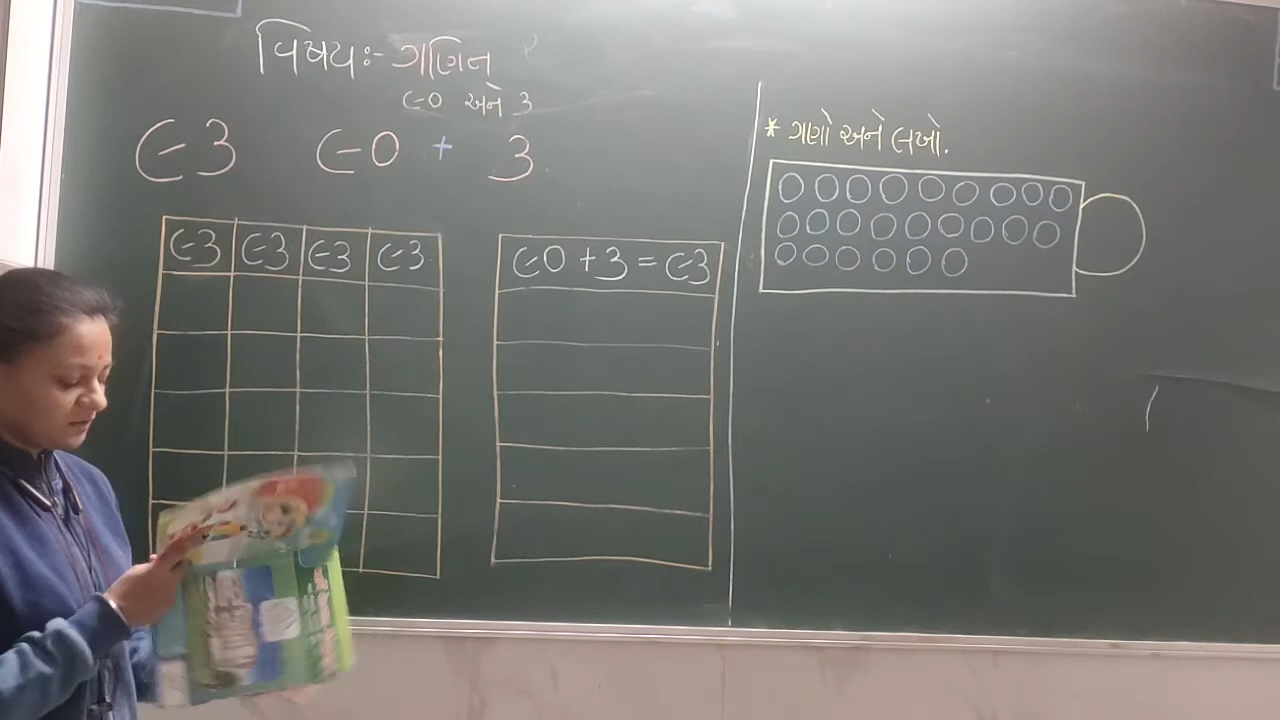 વિષયઃ- ગણિત
૯૦ અને ૩
૯૩ ૯૦ + ૩
૯૩ ૯૩ ૯૩ ૯૩
૯૦ + ૩ = ૯૩
* ગણો અને લખો.